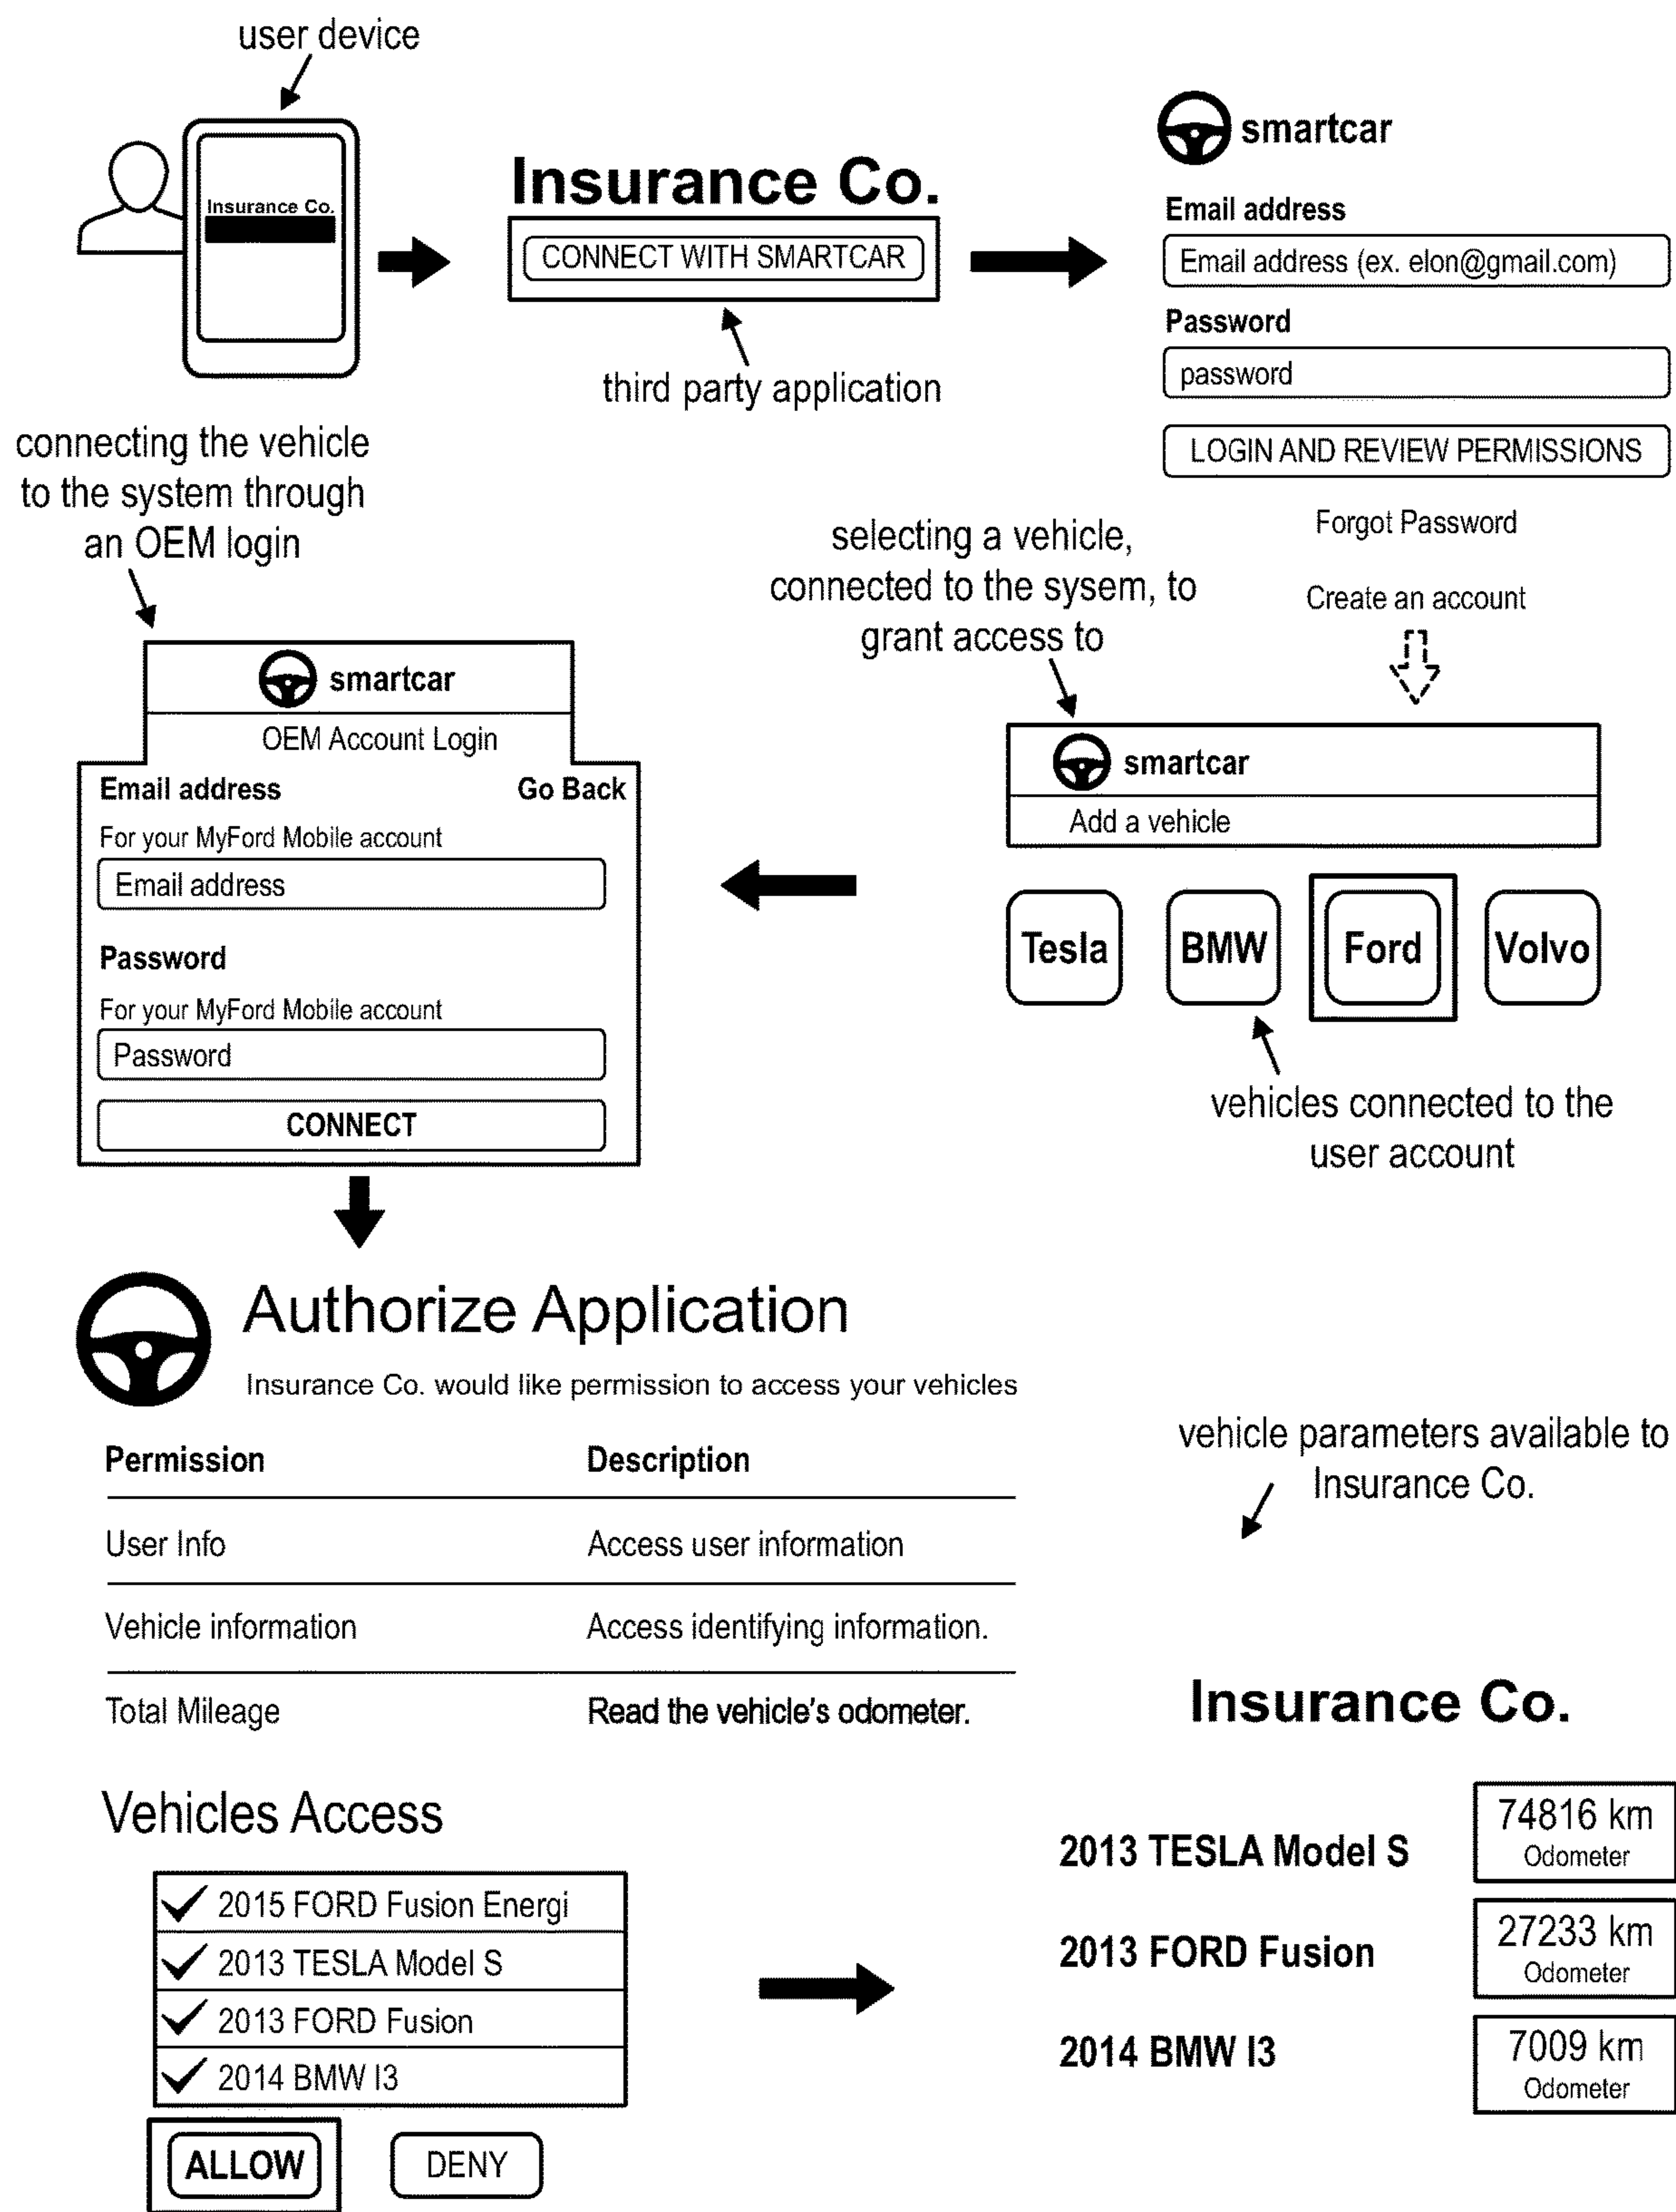 user device
Insurance Co.
Insurance Co.
CONNECT WITH SMARTCAR
third party application
smartcar
Email address
Email address (ex. elon@gmail.com)
Password
password
LOGIN AND REVIEW PERMISSIONS
Forgot Password
Create an account
selecting a vehicle,
connected to the sysem, to
grant access to
smartcar
Add a vehicle
Tesla
BMW
Ford
Volvo
vehicles connected to the
user account
connecting the vehicle
to the system through
an OEM login
smartcar
OEM Account Login
Email address Go Back
For your MyFord Mobile account
Email address
Password
For your MyFord Mobile account
Password
CONNECT
Authorize Application
Insurance Co. would like permission to access your vehicles
Permission Description
User Info Access user information
Vehicle information Access identifying information.
Total Mileage Read the vehicle's odometer.
Vehicles Access
2015 FORD Fusion Energi
2013 TESLA Model S
2013 FORD Fusion
2014 BMW I3
ALLOW DENY
vehicle parameters available to
Insurance Co.
Insurance Co.
2013 TESLA Model S
74816 km
Odometer
2013 FORD Fusion
27233 km
Odometer
2014 BMW I3
7009 km
Odometer